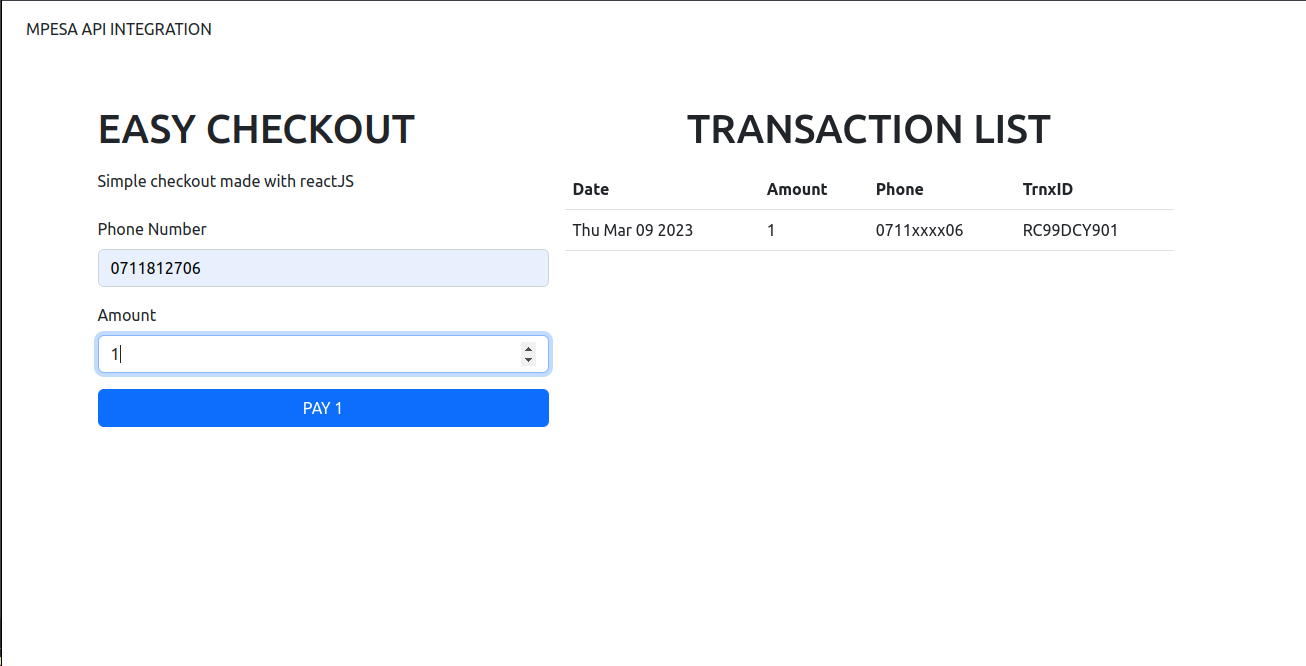 MPESA API INTEGRATION
EASY CHECKOUT
Simple checkout made with reactJS
Phone Number
0711812706
Amount
1
PAY 1
TRANSACTION LIST
Date Amount Phone TrnxID
Thu Mar 09 2023 1 0711xxxx06 RC99DCY901